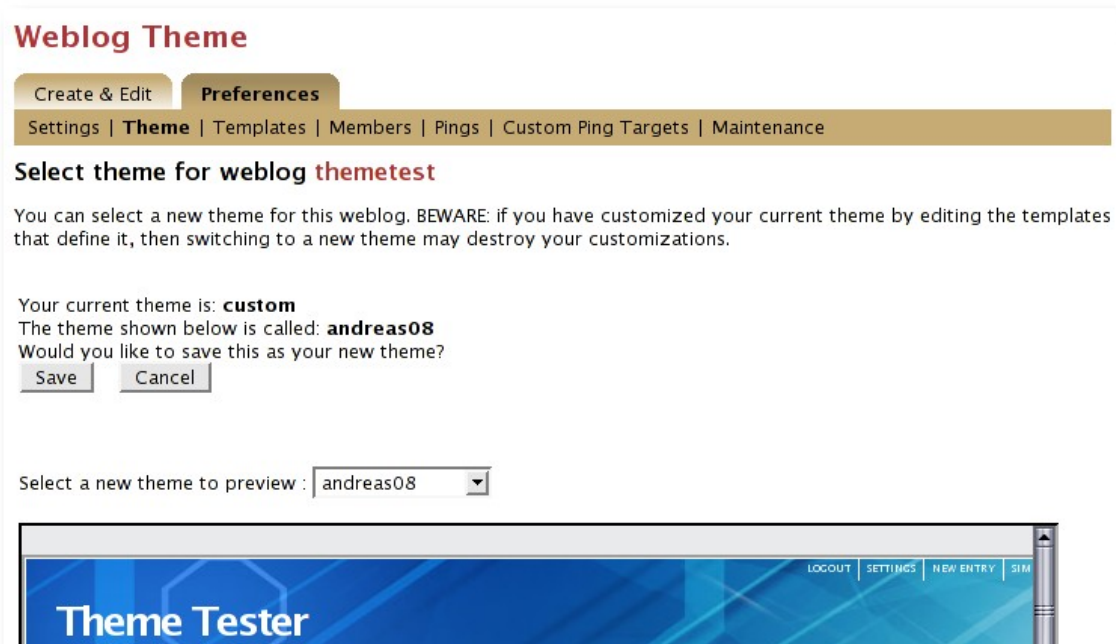 Weblog Theme
Create & Edit Preferences
Settings | Theme | Templates | Members | Pings | Custom Ping Targets | Maintenance
Select theme for weblog themetest
You can select a new theme for this weblog. BEWARE: if you have customized your current theme by editing the templates
that define it, then switching to a new theme may destroy your customizations.
Your current theme is: custom
The theme shown below is called: andreas08
Would you like to save this as your new theme?
Save Cancel
Select a new theme to preview : andreas08
LOGOUT | SETTINGS | NEW ENTRY | SIM
Theme Tester